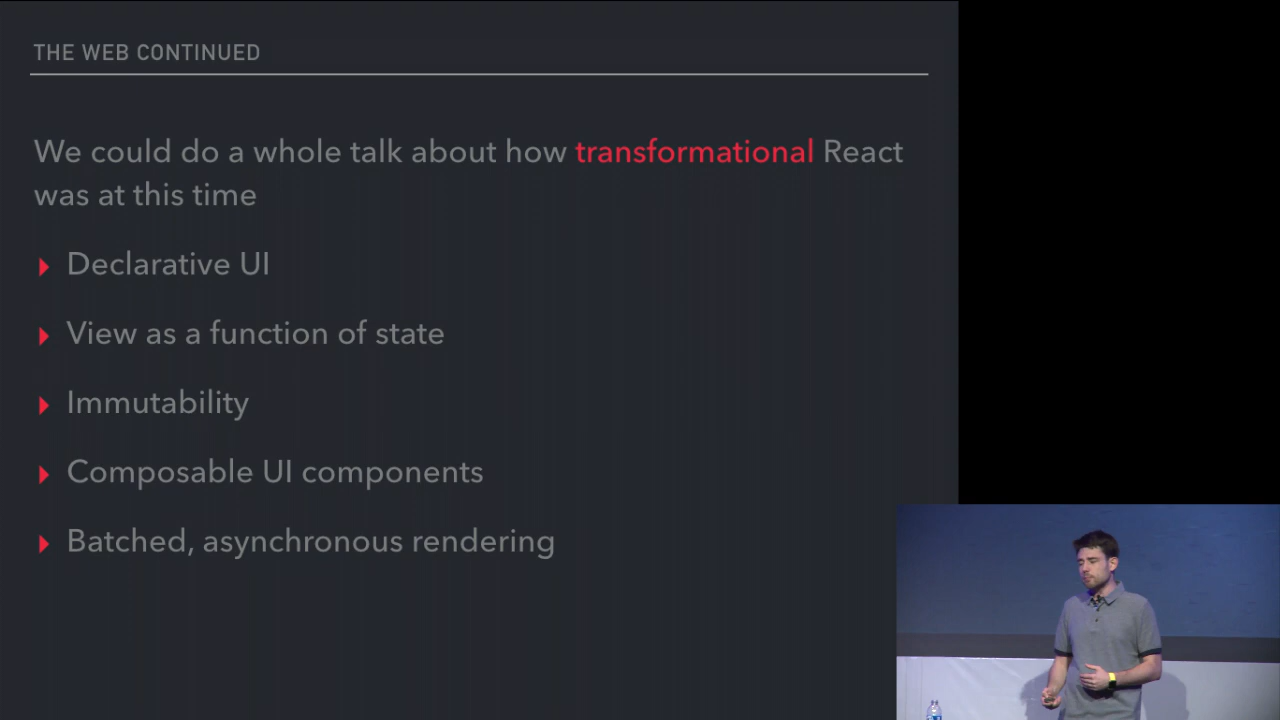 THE WEB CONTINUED
We could do a whole talk about how transformational React
was at this time
Declarative UI
View as a function of state
Immutability
Composable UI components
Batched, asynchronous rendering